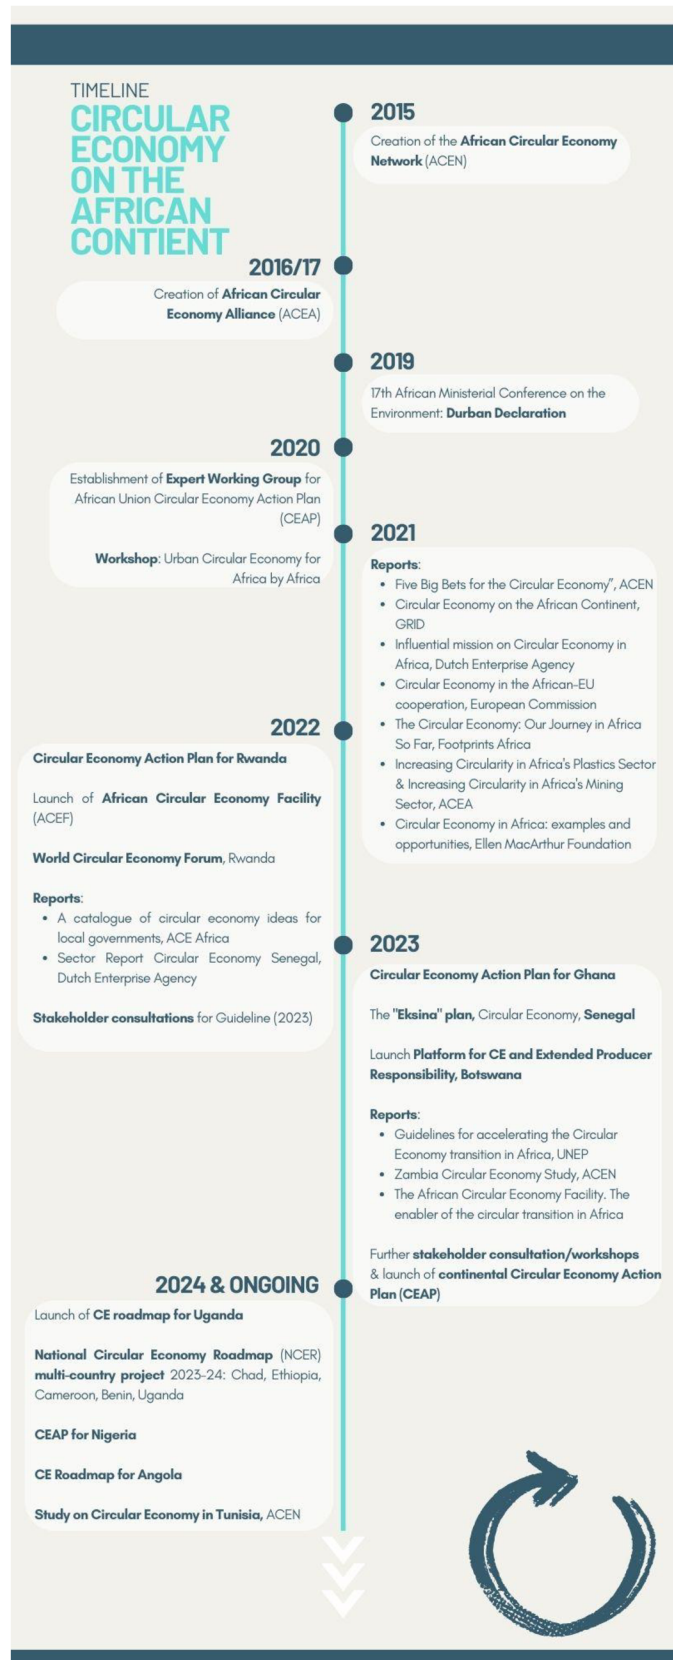 TIMELINE
CIRCULAR
ECONOMY
ON THE
AFRICAN
CONTIENT
2015
Creation of the African Circular Economy
Network (ACEN)
2016/17
Creation of African Circular
Economy Alliance (ACEA)
2019
17th African Ministerial Conference on the
Environment: Durban Declaration
2020
Establishment of Expert Working Group for
African Union Circular Economy Action Plan
(CEAP)
Workshop: Urban Circular Economy for
Africa by Africa
2021
Reports:
• Five Big Bets for the Circular Economy”, ACEN
• Circular Economy on the African Continent,
GRID
• Influential mission on Circular Economy in
Africa, Dutch Enterprise Agency
• Circular Economy in the African-EU
cooperation, European Commission
• The Circular Economy: Our Journey in Africa
So Far, Footprints Africa
• Increasing Circularity in Africa's Plastics Sector
& Increasing Circularity in Africa's Mining
Sector, ACEA
• Circular Economy in Africa: examples and
opportunities, Ellen MacArthur Foundation
2022
Circular Economy Action Plan for Rwanda
Launch of African Circular Economy Facility
(ACEF)
World Circular Economy Forum, Rwanda
Reports:
• A catalogue of circular economy ideas for
local governments, ACE Africa
• Sector Report Circular Economy Senegal,
Dutch Enterprise Agency
Stakeholder consultations for Guideline (2023)
2023
Circular Economy Action Plan for Ghana
The "Eksina" plan, Circular Economy, Senegal
Launch Platform for CE and Extended Producer
Responsibility, Botswana
Reports:
• Guidelines for accelerating the Circular
Economy transition in Africa, UNEP
• Zambia Circular Economy Study, ACEN
• The African Circular Economy Facility. The
enabler of the circular transition in Africa
Further stakeholder consultation/workshops
& launch of continental Circular Economy Action
Plan (CEAP)
2024 & ONGOING
Launch of CE roadmap for Uganda
National Circular Economy Roadmap (NCER)
multi-country project 2023-24: Chad, Ethiopia,
Cameroon, Benin, Uganda
CEAP for Nigeria
CE Roadmap for Angola
Study on Circular Economy in Tunisia, ACEN